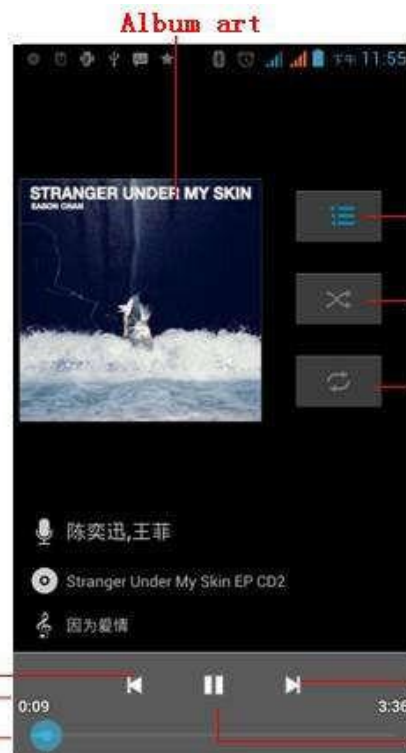 Album art
下午 11:55
STRANGER UNDER MY SKIN
EASON CHAN
陈奕迅,王菲
Stranger Under My Skin EP CD2
因为爱情
0:09
3:36